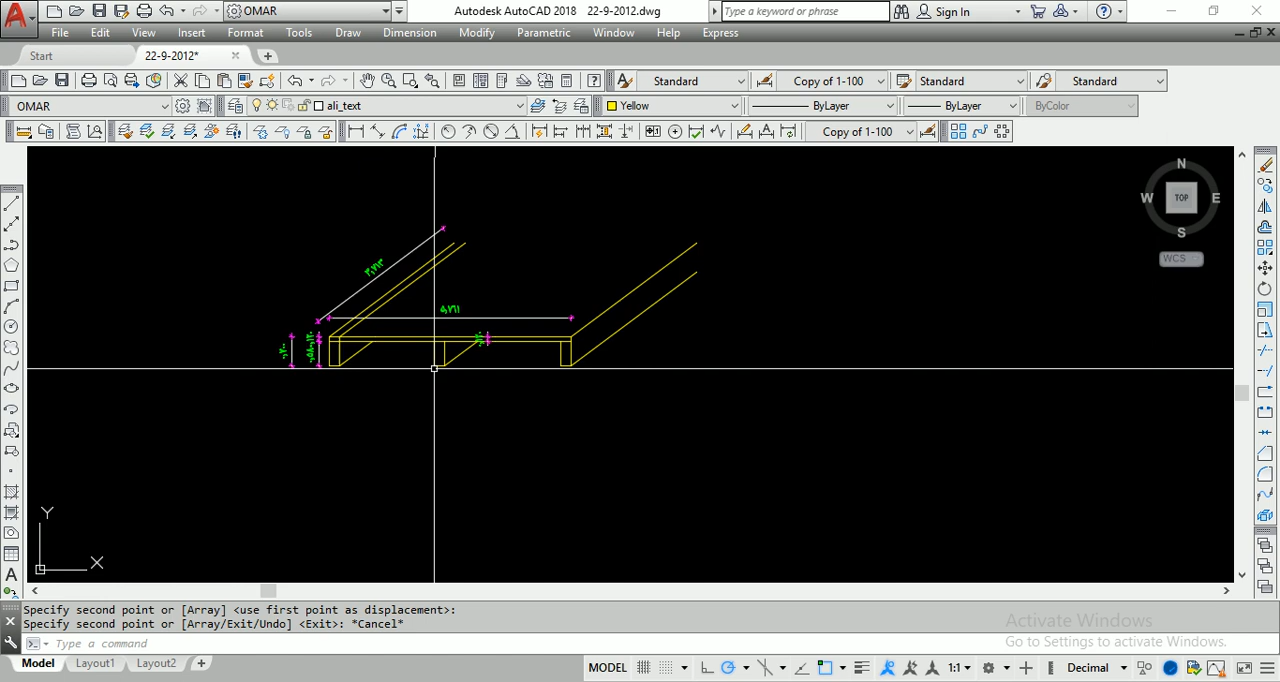 OMAR
Autodesk AutoCAD 2018 22-9-2012.dwg
Type a keyword or phrase
Sign In
File Edit View Insert Format Tools Draw Dimension Modify Parametric Window Help Express
Start
22-9-2012*
Standard
Copy of 1-100
Standard
Standard
OMAR
ali_text
Yellow
ByLayer
ByLayer
ByColor
Copy of 1-100
N
W
TOP
E
S
WCS
٣,٧١٣
٥,٧٦١
Y
X
Specify second point or [Array] <use first point as displacement>:
Specify second point or [Array/Exit/Undo] <Exit>: *Cancel*
Type a command
Activate Windows
Go to Settings to activate Windows.
Model
Layout1
Layout2
MODEL
1:1
Decimal